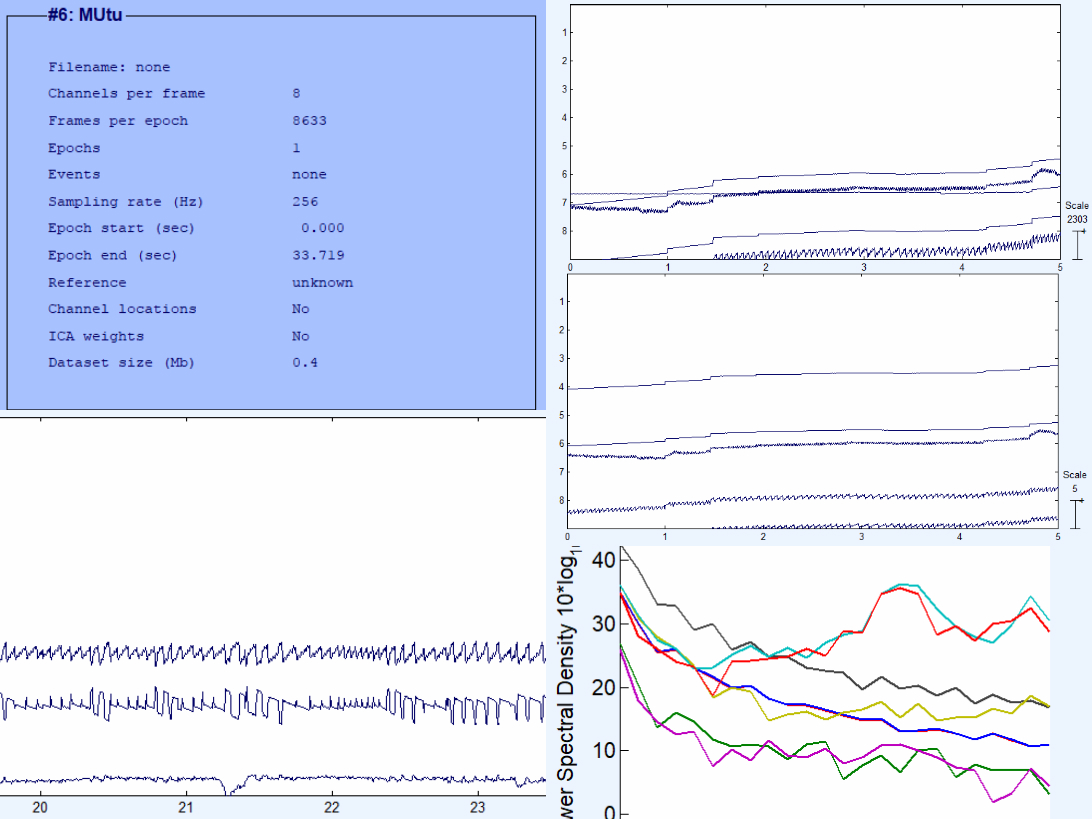 #6: MUtu
Filename: none
Channels per frame 8
Frames per epoch 8633
Epochs 1
Events none
Sampling rate (Hz) 256
Epoch start (sec) 0.000
Epoch end (sec) 33.719
Reference unknown
Channel locations No
ICA weights No
Dataset size (Mb) 0.4
20 21 22 23
1
2
3
4
5
6
7
8
0 1 2 3 4 5
Scale
2303
+
1
2
3
4
5
6
7
8
0 1 2 3 4 5
Scale
5
+
wer Spectral Density 10*log
40
30
20
10
0